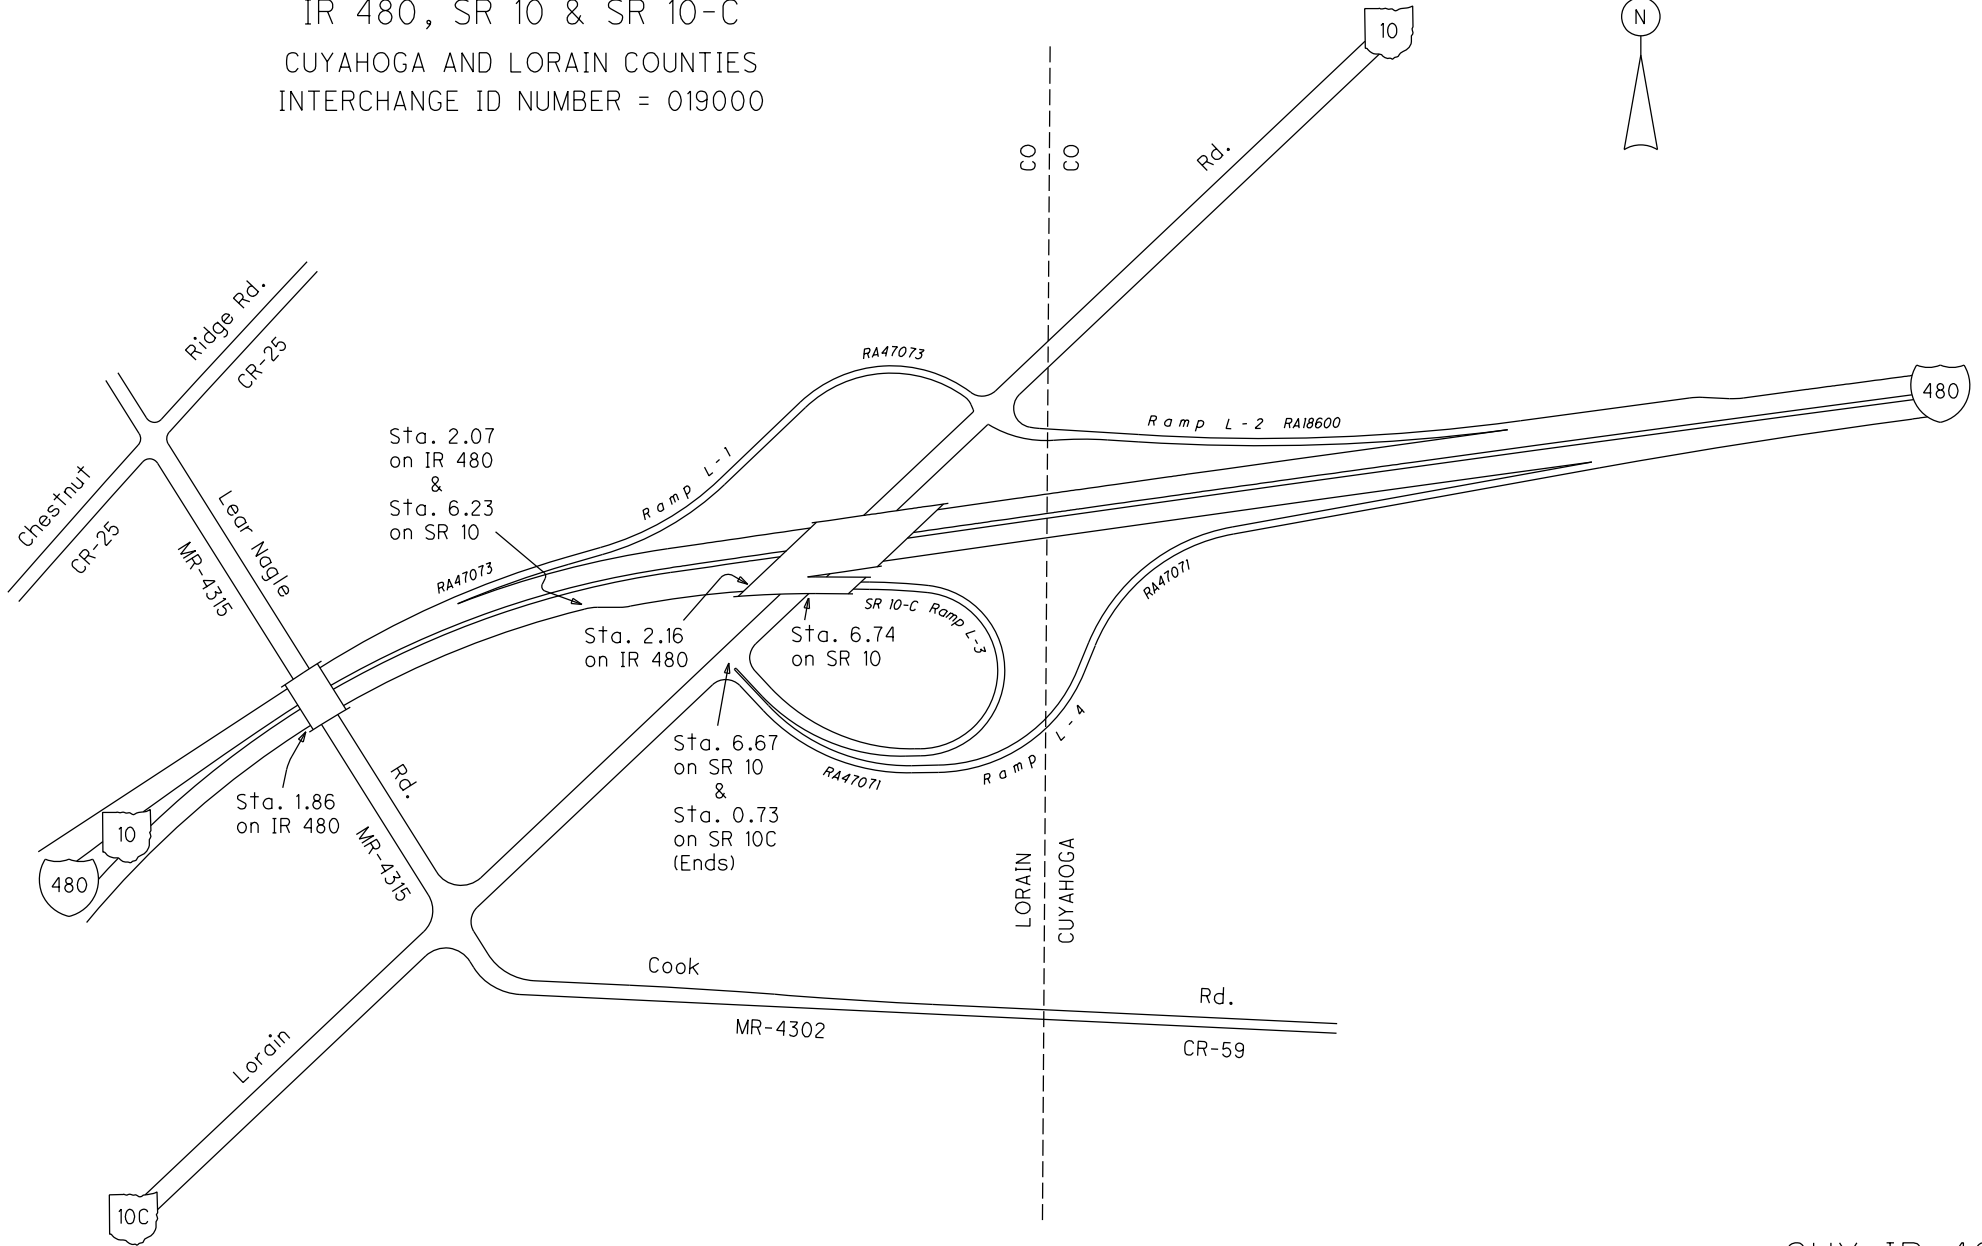 IR 480, SR 10 & SR 10-C
CUYAHOGA AND LORAIN COUNTIES
INTERCHANGE ID NUMBER = 019000
10
N
CO
CO
Rd.
Ridge Rd.
CR-25
RA47073
480
Ramp L-2 RA18600
Sta. 2.07
on IR 480
&
Sta. 6.23
on SR 10
Ramp L-1
Chestnut
CR-25
Lear Nagle
MR-4315
RA47073
RA47071
SR 10-C Ramp L-3
Sta. 2.16
on IR 480
Sta. 6.74
on SR 10
Sta. 6.67
on SR 10
&
Sta. 0.73
on SR 10C
(Ends)
RA47071
Ramp L-4
Rd.
MR-4315
Sta. 1.86
on IR 480
10
480
LORAIN
CUYAHOGA
Cook
Rd.
MR-4302
CR-59
Lorain
10C